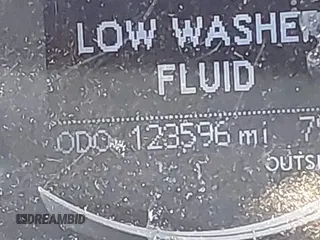 LOW WASHER
FLUID
ODO 123596 mi
DREAMBID